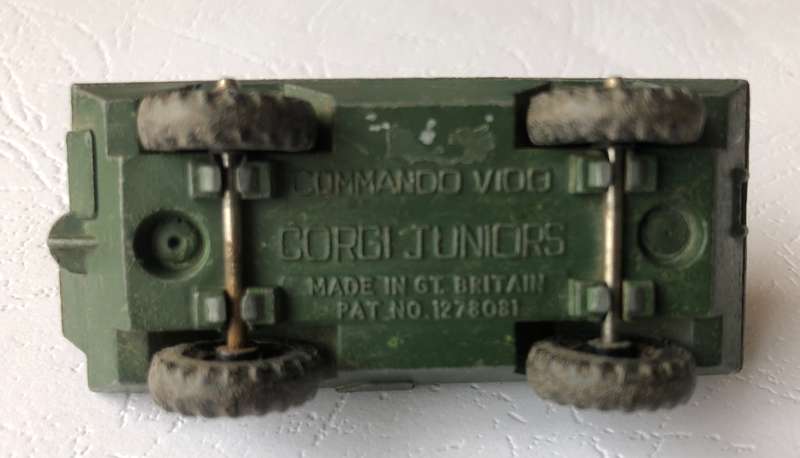 COMMANDO V100
CORGI JUNIORS
MADE IN GT. BRITAIN
PAT. NO. 1278081